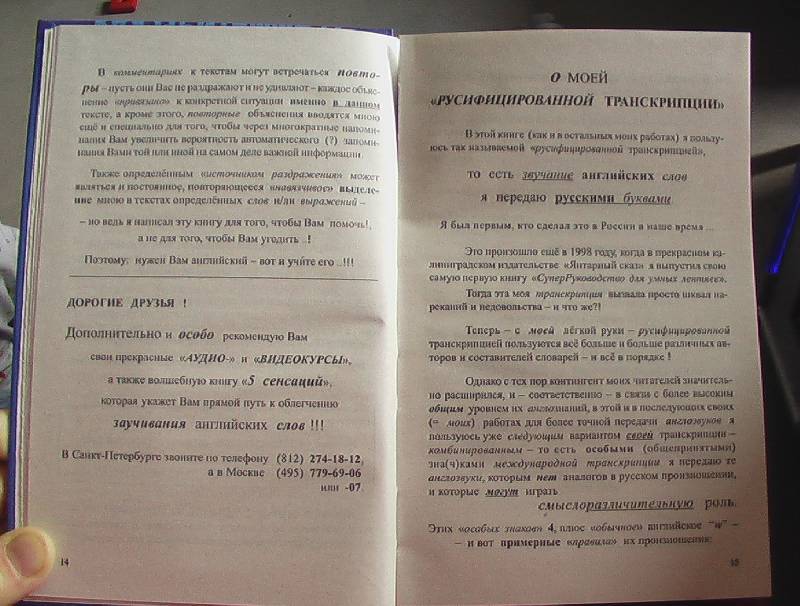 В комментариях к текстам могут встречаться повто-
ры – пусть они Вас не раздражают и не удивляют – каждое объяс-
нение «привязано» к конкретной ситуации именно в данном
тексте, а кроме этого, повторные объяснения вводятся мною
ещё и специально для того, чтобы через многократные напоми-
нания Вам увеличить вероятность автоматического (?) запоми-
нания Вами той или иной на самом деле важной информации.
Также определённым «источником раздражения» может
являться и постоянное, повторяющееся «навязчивое» выделе-
ние мною в текстах определённых слов и/или выражений –
– но ведь я написал эту книгу для того, чтобы Вам помочь!,
а не для того, чтобы Вам угодить ..!
Поэтому: нужен Вам английский – вот и учите его ..!!!
ДОРОГИЕ ДРУЗЬЯ !
Дополнительно и особо рекомендую Вам
свои прекрасные «АУДИО-» и «ВИДЕОКУРСЫ»,
а также волшебную книгу «5 сенсаций»,
которая укажет Вам прямой путь к облегчению
заучивания английских слов !!!
В Санкт-Петербурге звоните по телефону (812) 274-18-12,
а в Москве (495) 779-69-06
или -07.
14
О МОЕЙ
«РУСИФИЦИРОВАННОЙ ТРАНСКРИПЦИИ»
В этой книге (как и в остальных моих работах) я пользу-
юсь так называемой «русифицированной транскрипцией»,
то есть звучание английских слов
я передаю русскими буквами.
Я был первым, кто сделал это в России в наше время ...
Это произошло ещё в 1998 году, когда в прекрасном ка-
лининградском издательстве «Янтарный сказ» я выпустил свою
самую первую книгу «СуперРуководство для умных лентяев».
Тогда эта моя транскрипция вызвала просто шквал на-
реканий и недовольства – и что же?!
Теперь – с моей лёгкой руки – русифицированной
транскрипцией пользуются всё больше и больше различных ав-
торов и составителей словарей – и всё в порядке !
Однако с тех пор контингент моих читателей значитель-
но расширился, и – соответственно – в связи с более высоким
общим уровнем их англознаний, в этой и в последующих своих
(= моих) работах для более точной передачи англозвуков я
пользуюсь уже следующим вариантом своей транскрипции –
комбинированным – то есть особыми (общепринятыми)
зна(ч)ками международной транскрипции я передаю те
англозвуки, которым нет аналогов в русском произношении,
и которые могут играть
смыслоразличительную роль.
Этих «особых знаков» 4, плюс «обычное» английское “w” –
– и вот примерные «правила» их произношения:
15